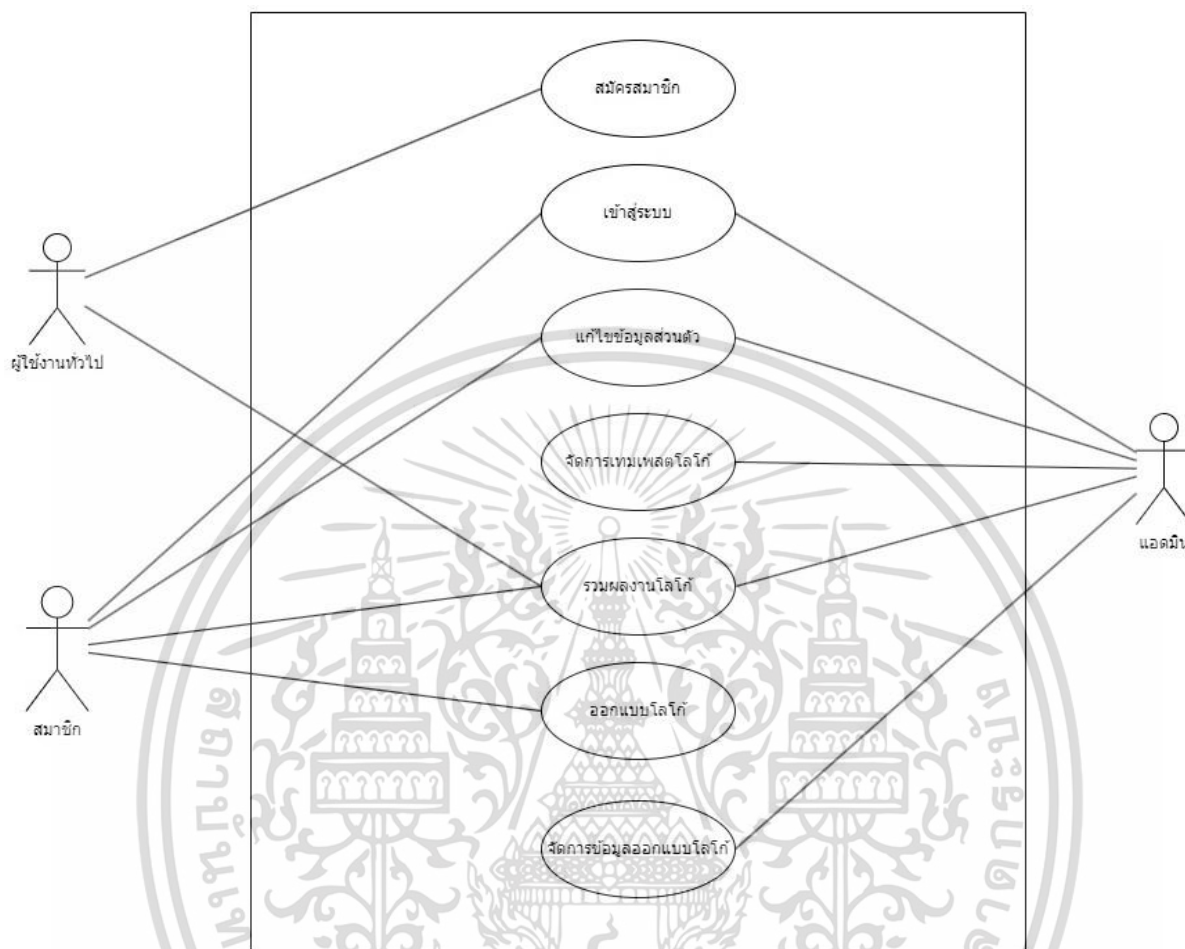 สมัครสมาชิก
เข้าสู่ระบบ
ผู้ใช้งานทั่วไป
แก้ไขข้อมูลส่วนตัว
จัดการเทมเพลตโลโก้
แอดมิน
รวมผลงานโลโก้
สมาชิก
ออกแบบโลโก้
จัดการข้อมูลออกแบบโลโก้